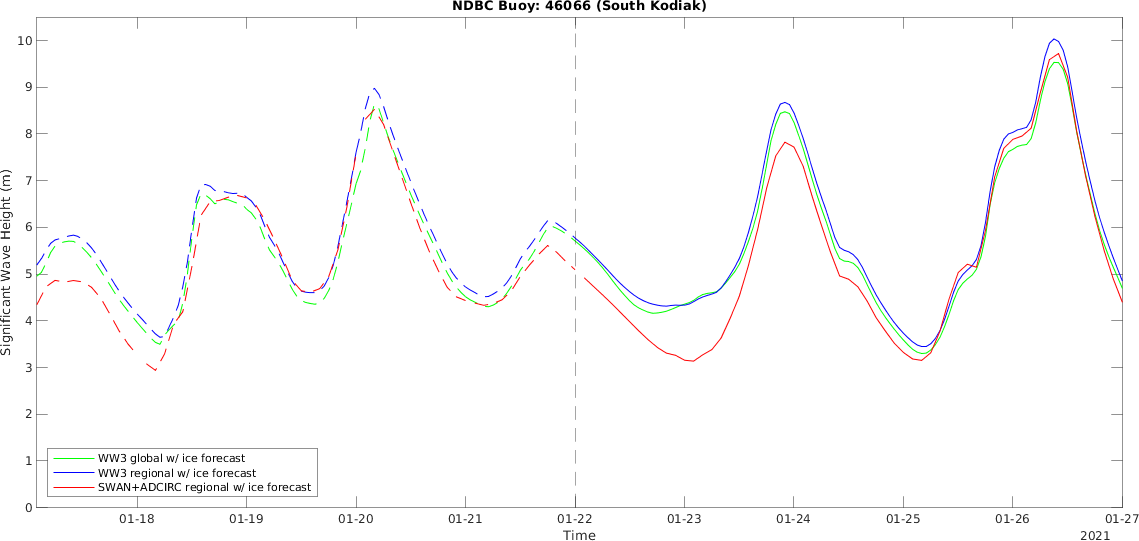 NDBC Buoy: 46066 (South Kodiak)
10
9
8
7
6
5
4
3
2
1
0
Significant Wave Height (m)
WW3 global w/ ice forecast
WW3 regional w/ ice forecast
SWAN+ADCIRC regional w/ ice forecast
01-18 01-19 01-20 01-21 01-22 01-23 01-24 01-25 01-26 01-27
Time
2021